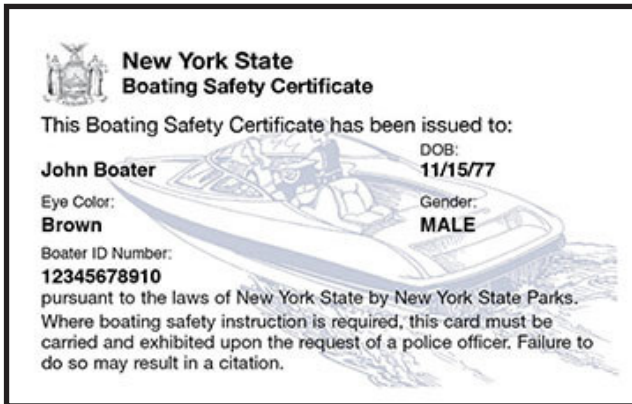 New York State
Boating Safety Certificate
This Boating Safety Certificate has been issued to:
DOB:
John Boater 11/15/77
Eye Color: Gender:
Brown MALE
Boater ID Number:
12345678910
pursuant to the laws of New York State by New York State Parks.
Where boating safety instruction is required, this card must be
carried and exhibited upon the request of a police officer. Failure to
do so may result in a citation.